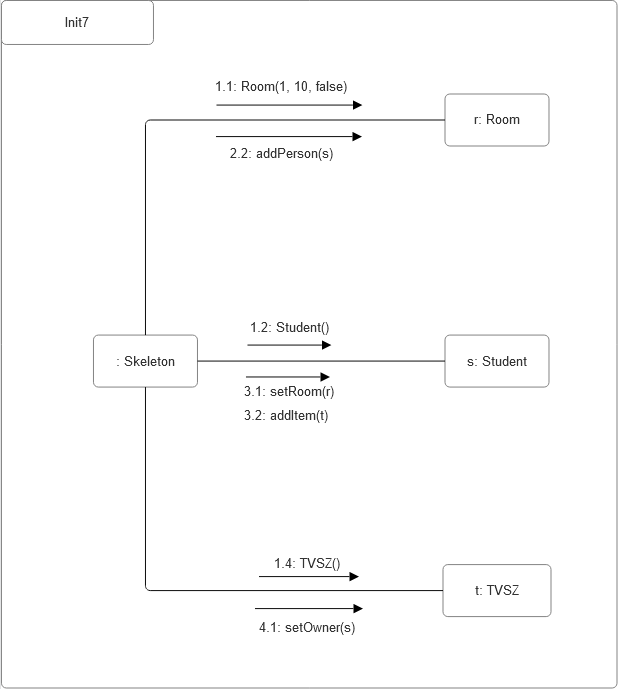 Init7
1.1: Room(1, 10, false)
r: Room
2.2: addPerson(s)
1.2: Student()
: Skeleton
s: Student
3.1: setRoom(r)
3.2: addItem(t)
1.4: TVSZ()
t: TVSZ
4.1: setOwner(s)